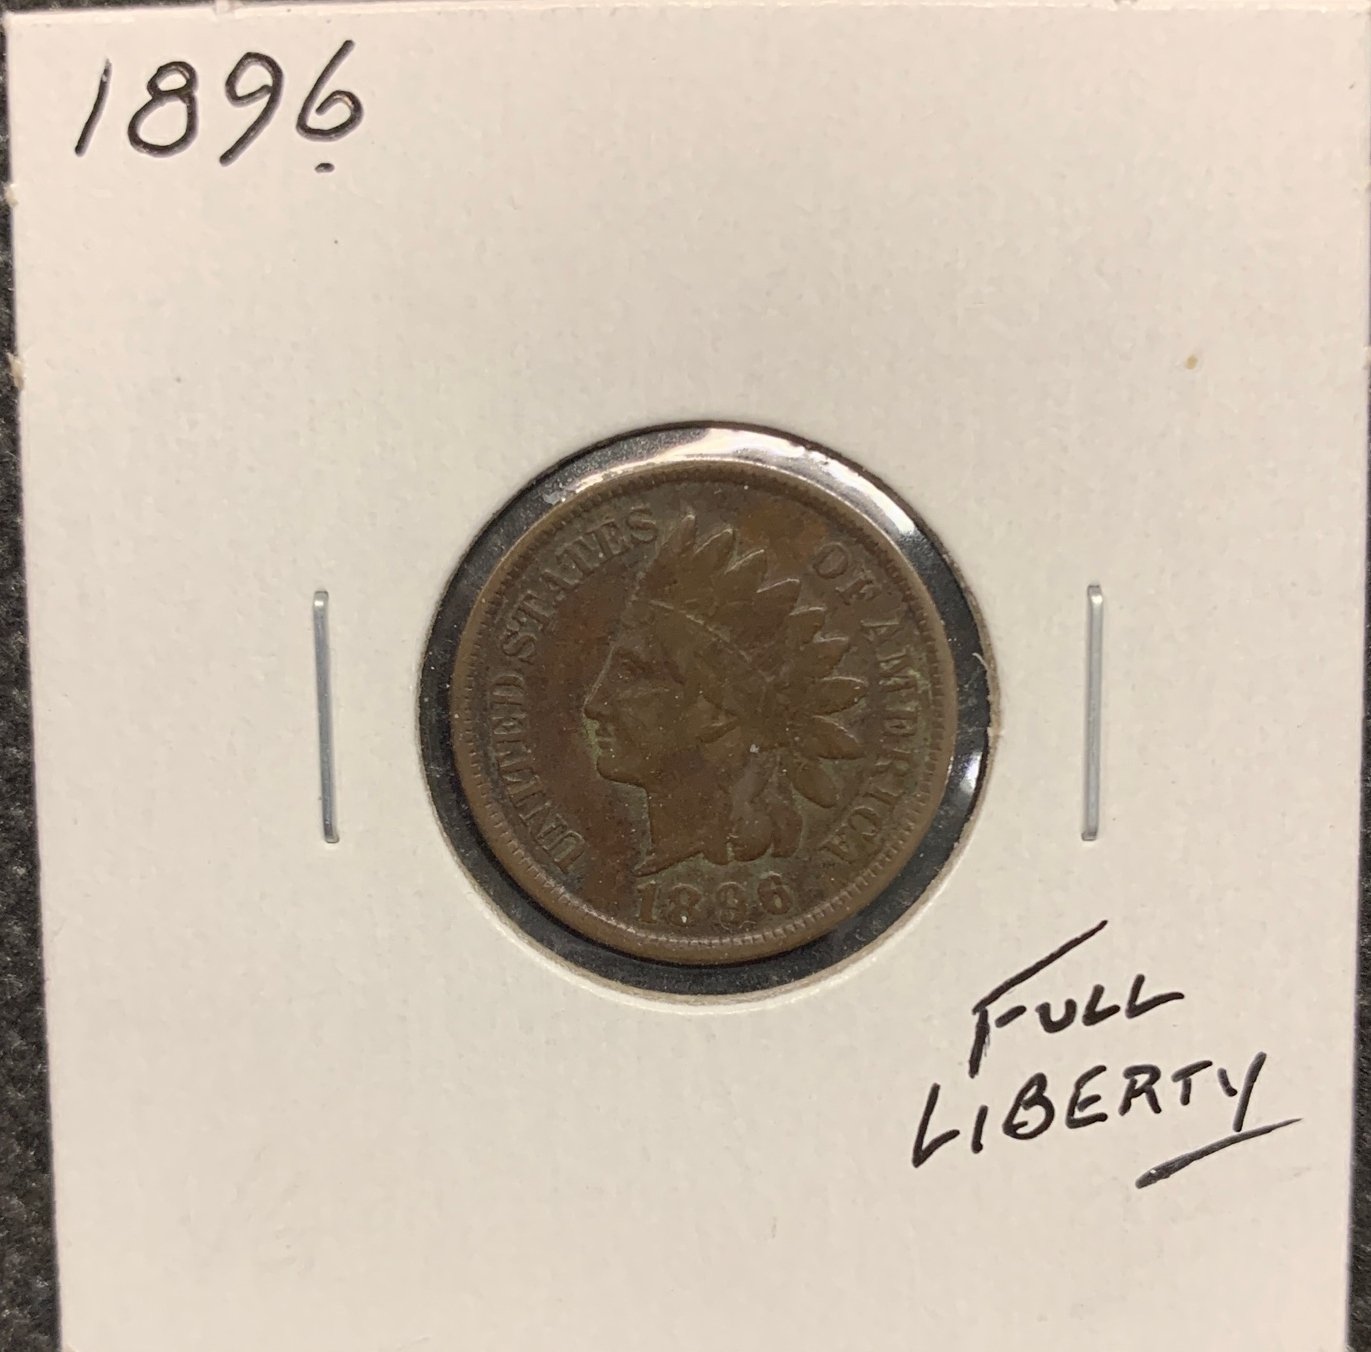 1896
UNITED STATES OF AMERICA
1896
FULL
LIBERTY